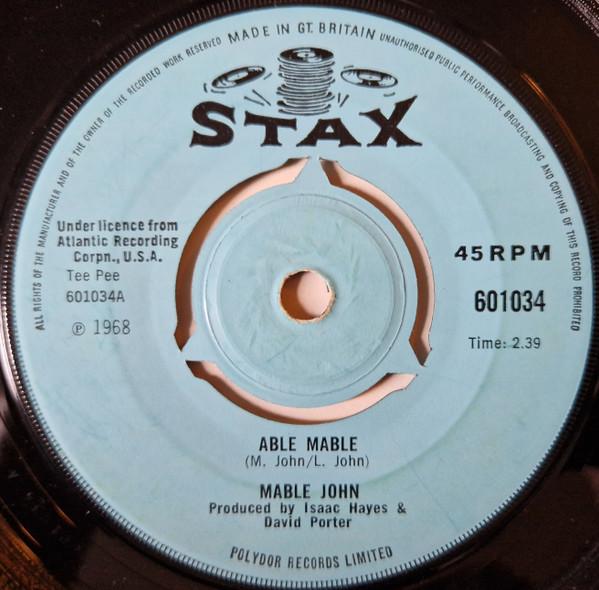 ALL RIGHTS OF THE MANUFACTURER AND OF THE OWNER OF THE RECORDED WORK RESERVED MADE IN GT. BRITAIN UNAUTHORISED PUBLIC PERFORMANCE BROADCASTING AND COPYING OF THIS RECORD PROHIBITED
STAX
Under licence from
Atlantic Recording
Corpn., U.S.A.
Tee Pee
601034A
℗ 1968
45 RPM
601034
Time: 2.39
ABLE MABLE
(M. John/L. John)
MABLE JOHN
Produced by Isaac Hayes &
David Porter
POLYDOR RECORDS LIMITED